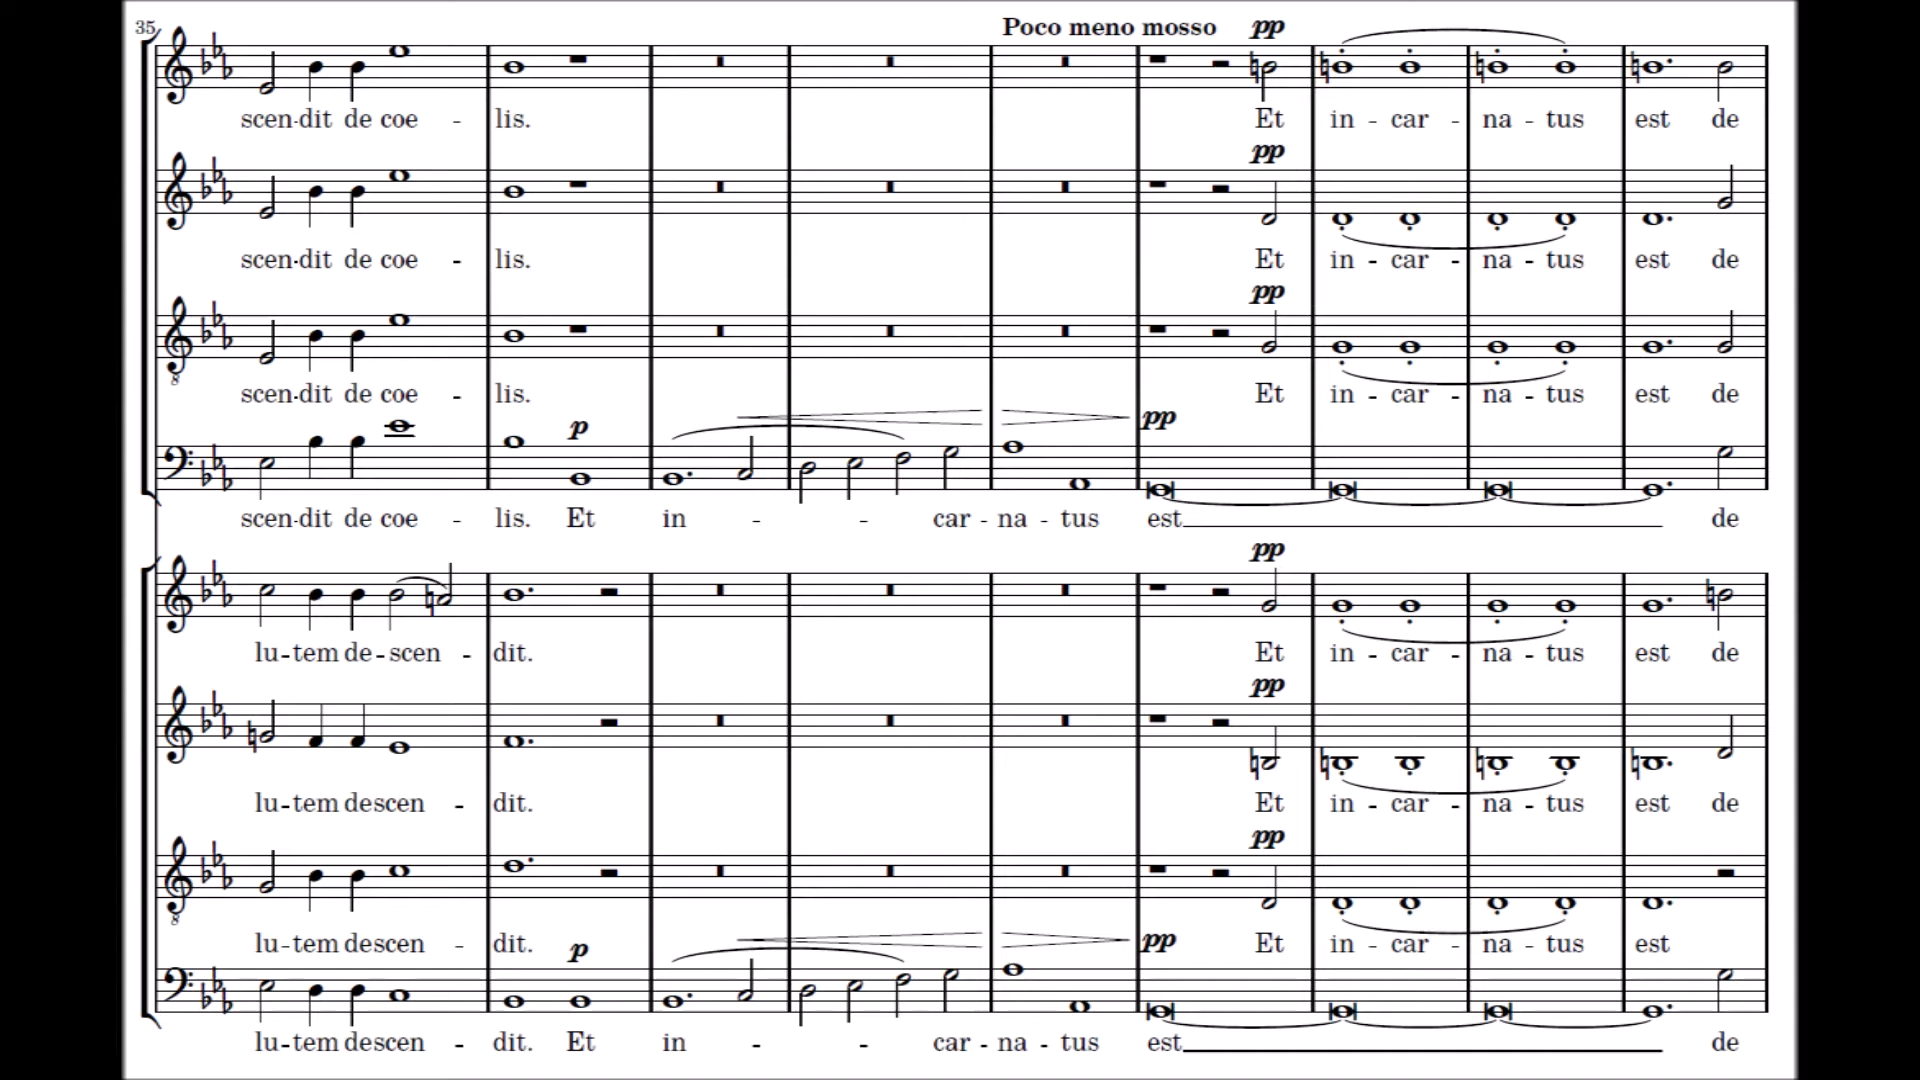 35 Poco meno mosso pp
scen-dit de coe - lis. Et in - car - na - tus est de
pp
scen-dit de coe - lis. Et in - car - na - tus est de
pp
8
scen-dit de coe - lis. Et in - car - na - tus est de
p pp
scen-dit de coe - lis. Et in - - car - na - tus est de
pp
lu-tem de-scen - dit. Et in - car - na - tus est de
pp
lu-tem descen - dit. Et in - car - na - tus est de
pp
8
lu-tem descen - dit. Et in - car - na - tus est
p pp
lu-tem descen - dit. Et in - - car - na - tus est de